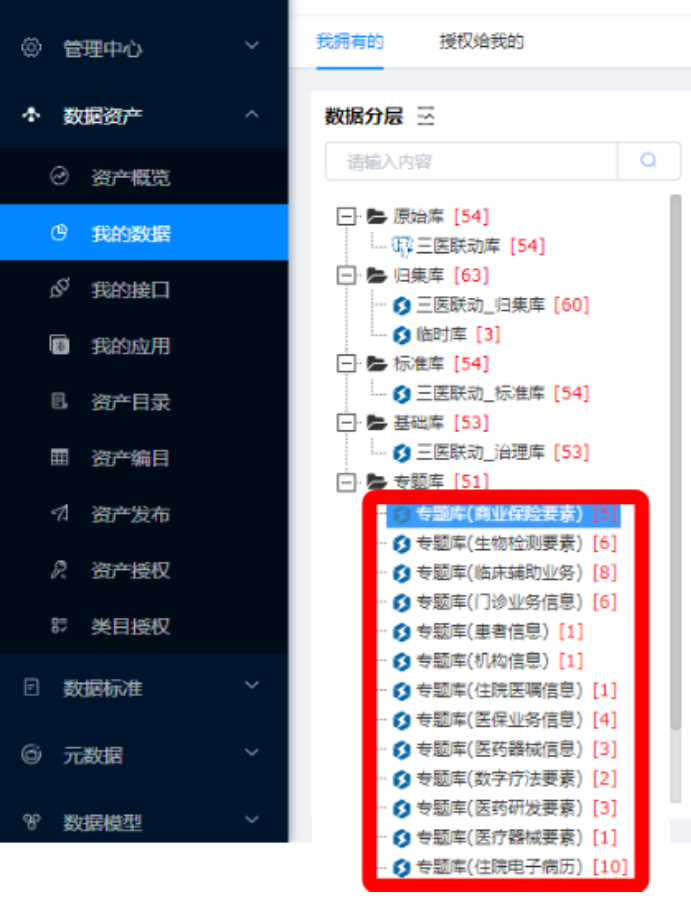 管理中心
数据资产
资产概览
我的数据
我的接口
我的应用
资产目录
资产编目
资产发布
资产授权
类目授权
数据标准
元数据
数据模型
我拥有的 授权给我的
数据分层
请输入内容
原始库 [54]
三医联动库 [54]
归集库 [63]
三医联动_归集库 [60]
临时库 [3]
标准库 [54]
三医联动_标准库 [54]
基础库 [53]
三医联动_治理库 [53]
专题库 [51]
专题库(商业保险要素) [5]
专题库(生物检测要素) [6]
专题库(临床辅助业务) [8]
专题库(门诊业务信息) [6]
专题库(患者信息) [1]
专题库(机构信息) [1]
专题库(住院医嘱信息) [1]
专题库(医保业务信息) [4]
专题库(医药器械信息) [3]
专题库(数字疗法要素) [2]
专题库(医药研发要素) [3]
专题库(医疗器械要素) [1]
专题库(住院电子病历) [10]